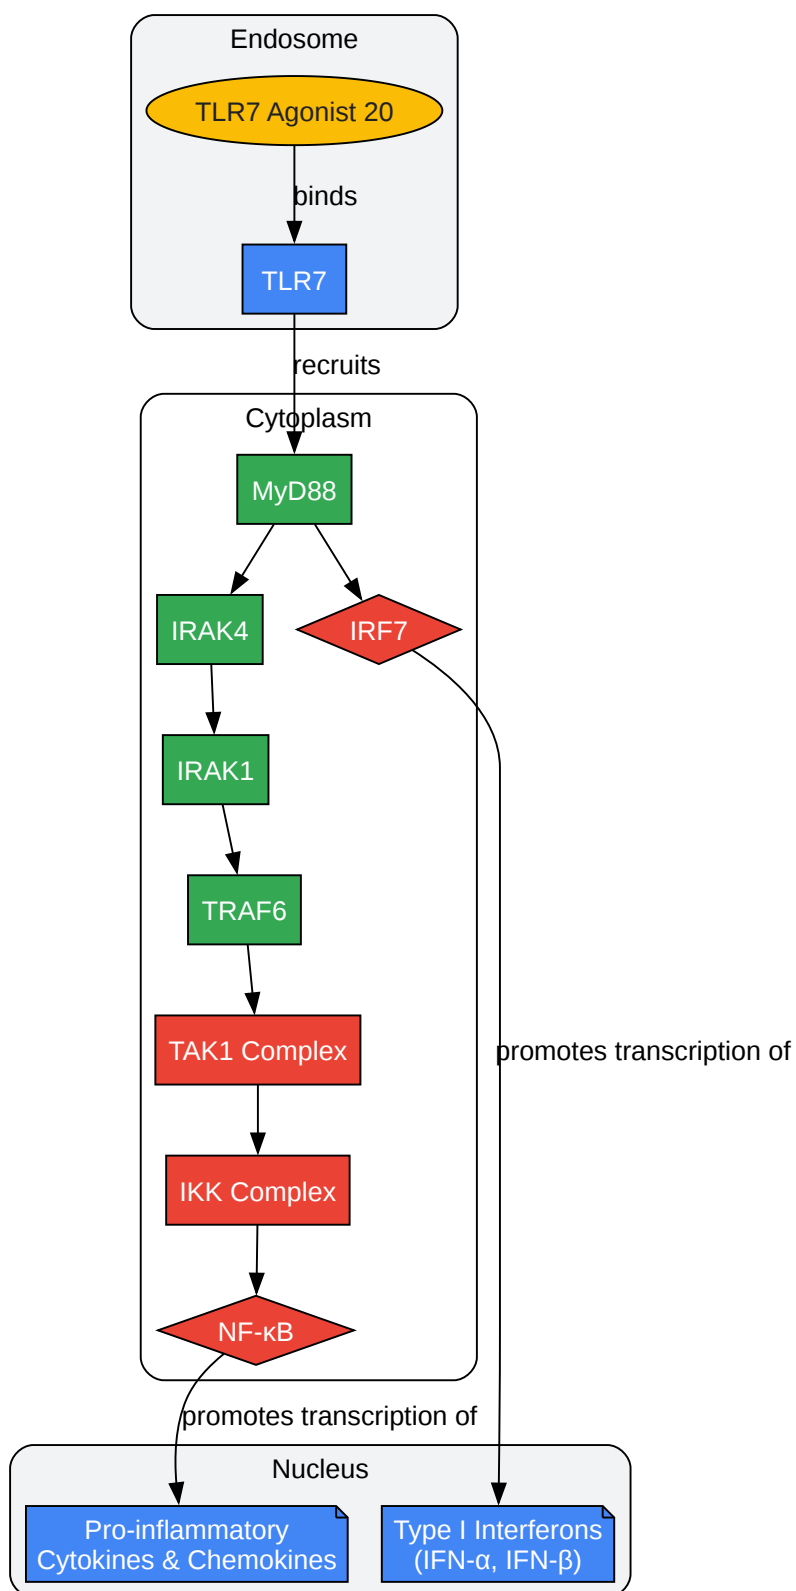 Endosome
TLR7 Agonist 20
binds
TLR7
recruits
Cytoplasm
MyD88
IRAK4
IRF7
IRAK1
TRAF6
TAK1 Complex
promotes transcription of
IKK Complex
NF-κB
promotes transcription of
Nucleus
Pro-inflammatory
Cytokines & Chemokines
Type I Interferons
(IFN-α, IFN-β)